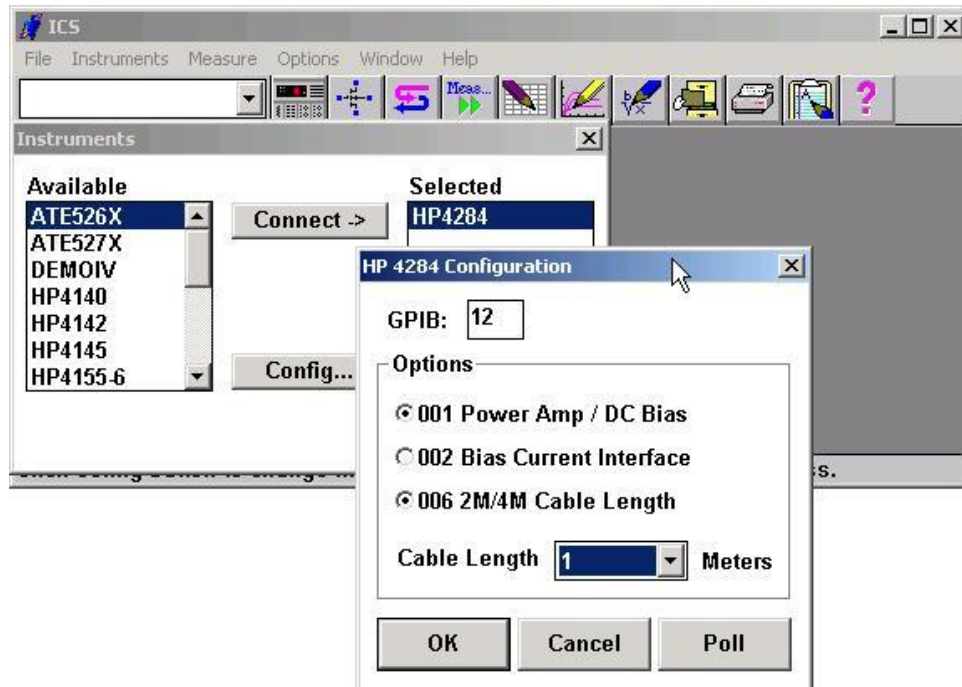 ICS
File Instruments Measure Options Window Help
Meas...
Instruments
Available
Selected
ATE526X
ATE527X
DEMOIV
HP4140
HP4142
HP4145
HP4155-6
Connect ->
HP4284
Config...
HP 4284 Configuration
GPIB: 12
Options
001 Power Amp / DC Bias
002 Bias Current Interface
006 2M/4M Cable Length
Cable Length 1 Meters
OK Cancel Poll